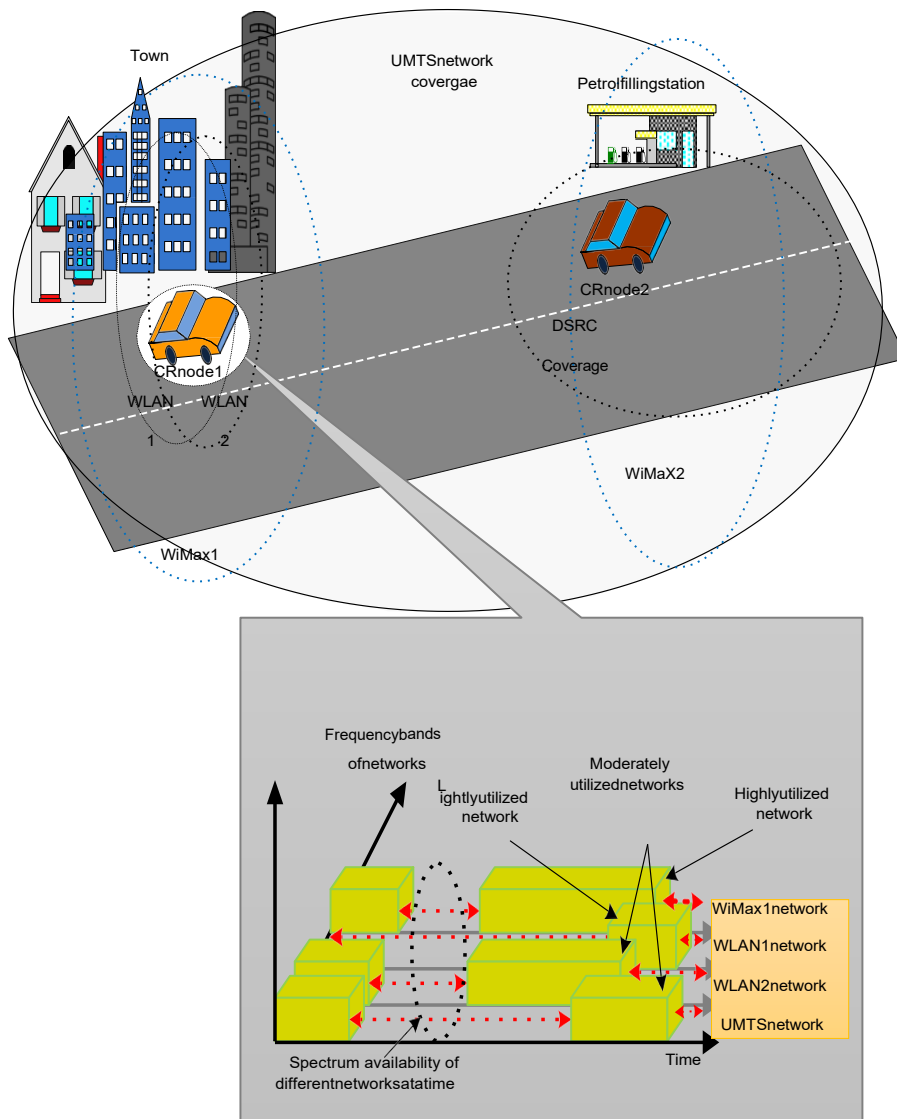 Town
UMTSnetwork
covergae
Petrolfillingstation
CRnode2
DSRC
Coverage
CRnode1
WLAN WLAN
1 2
WiMaX2
WiMax1
Frequencybands
ofnetworks
L
ightlyutilized
network
Moderately
utilizednetworks
Highlyutilized
network
WiMax1network
WLAN1network
WLAN2network
UMTSnetwork
Time
Spectrum availability of
differentnetworksatatime